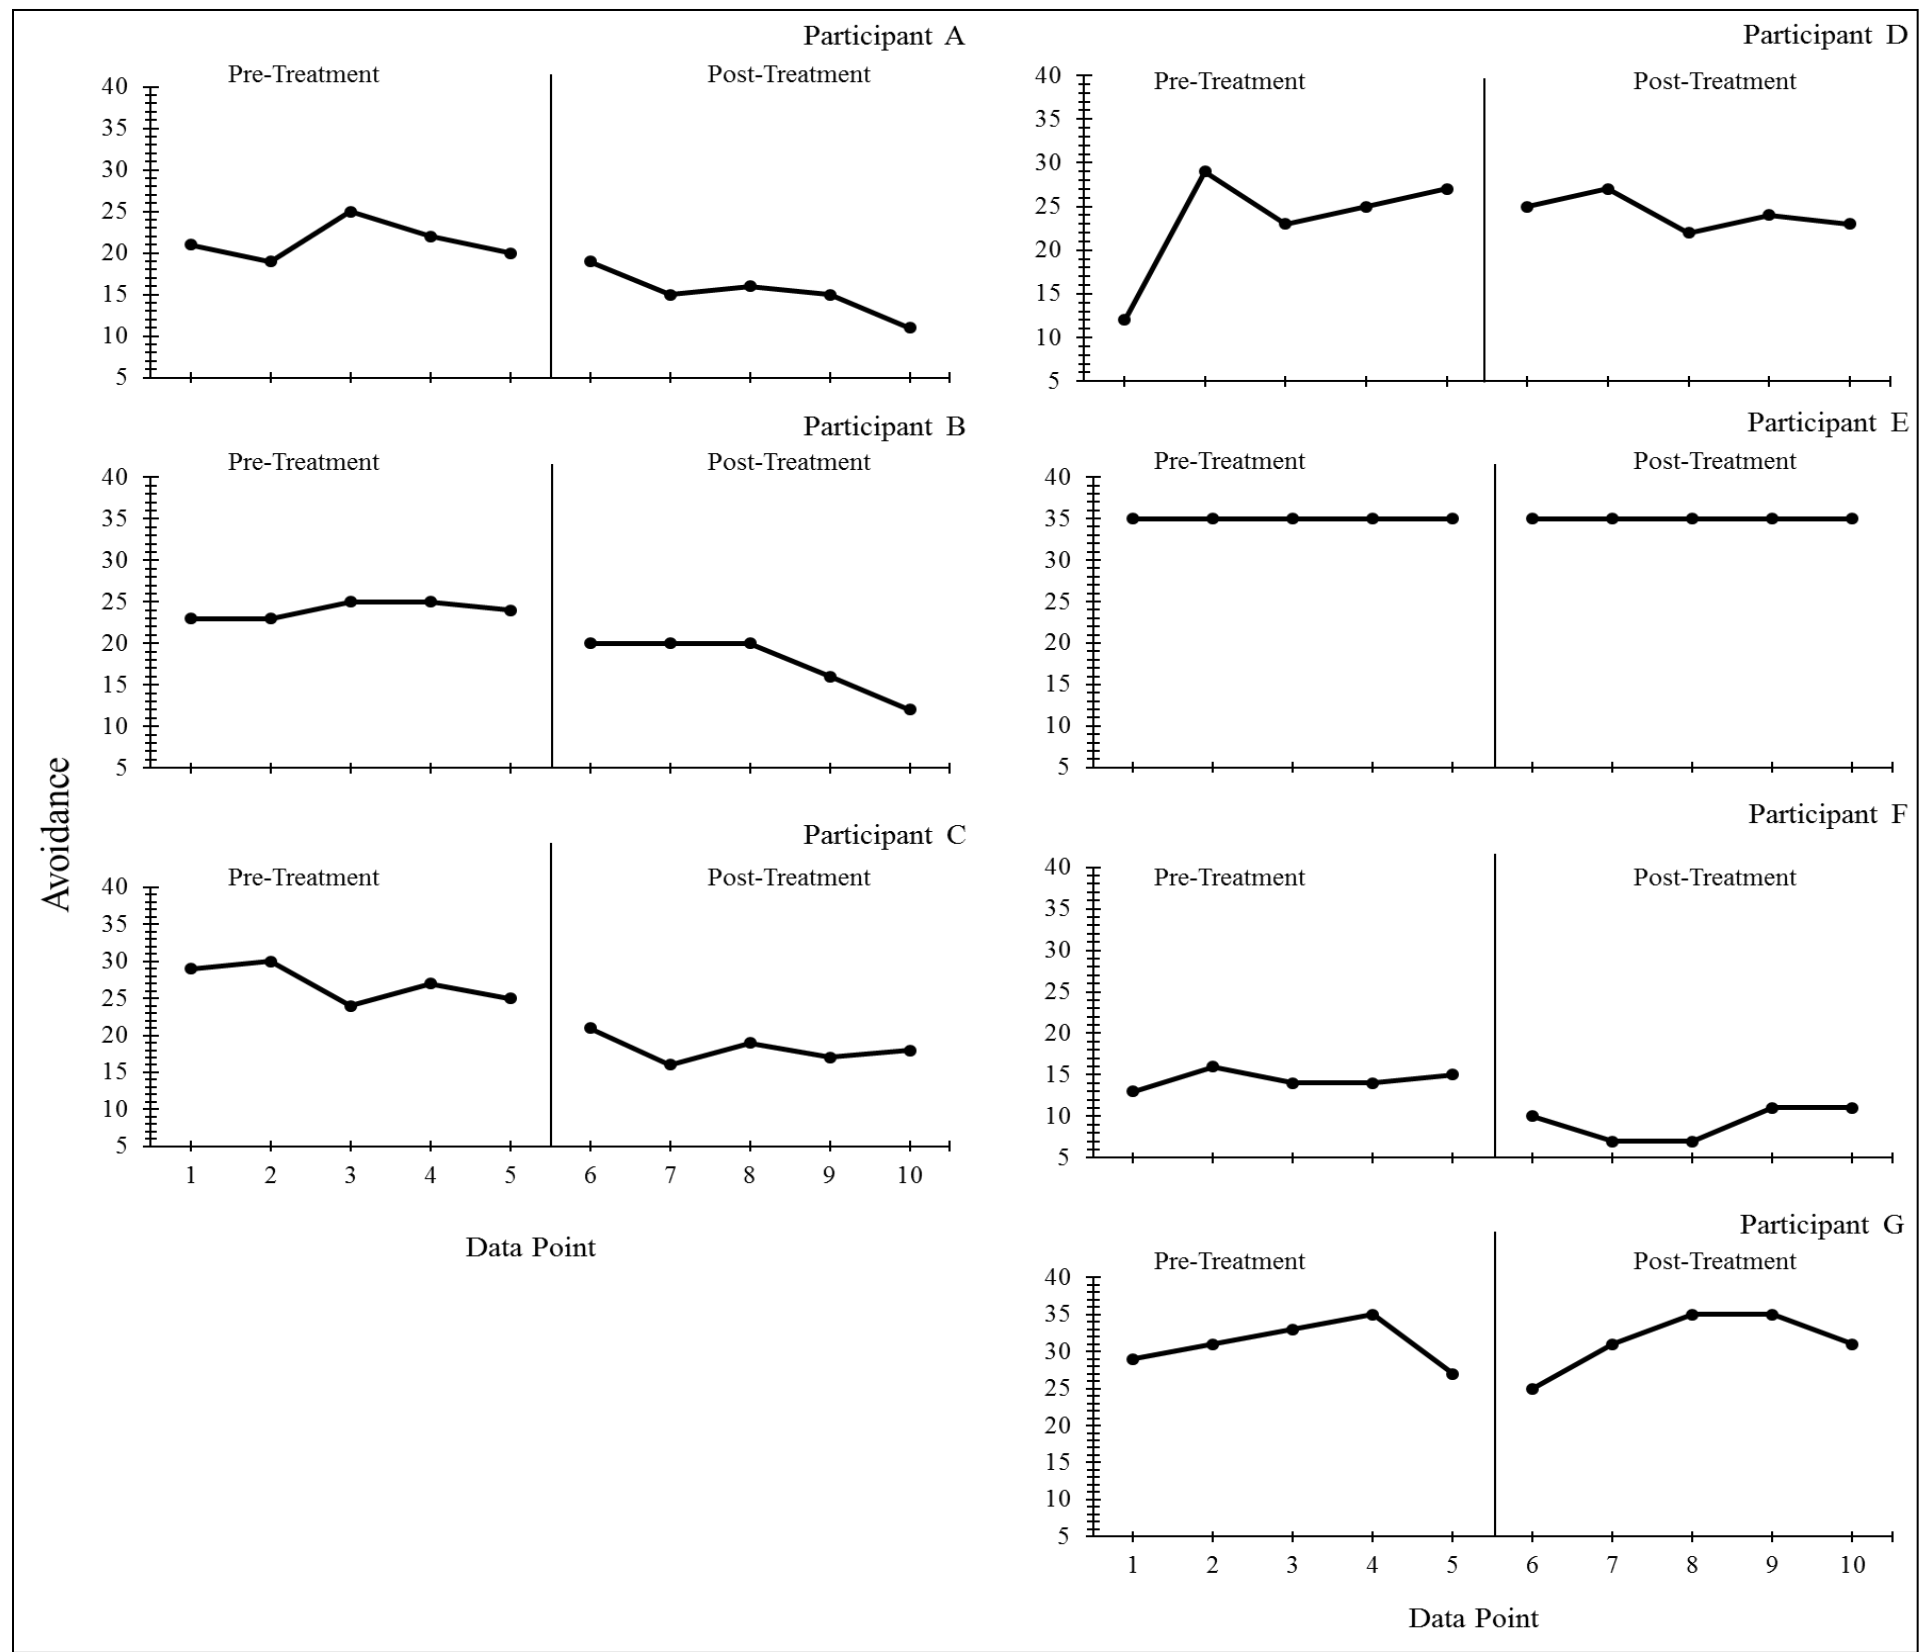 Participant A
Pre-Treatment Post-Treatment
40
35
30
25
20
15
10
5
Participant B
Pre-Treatment Post-Treatment
40
35
30
25
20
15
10
5
Avoidance
Participant C
Pre-Treatment Post-Treatment
40
35
30
25
20
15
10
5
1 2 3 4 5 6 7 8 9 10
Data Point
Participant D
Pre-Treatment Post-Treatment
40
35
30
25
20
15
10
5
Participant E
Pre-Treatment Post-Treatment
40
35
30
25
20
15
10
5
Participant F
Pre-Treatment Post-Treatment
40
35
30
25
20
15
10
5
Participant G
Pre-Treatment Post-Treatment
40
35
30
25
20
15
10
5
1 2 3 4 5 6 7 8 9 10
Data Point